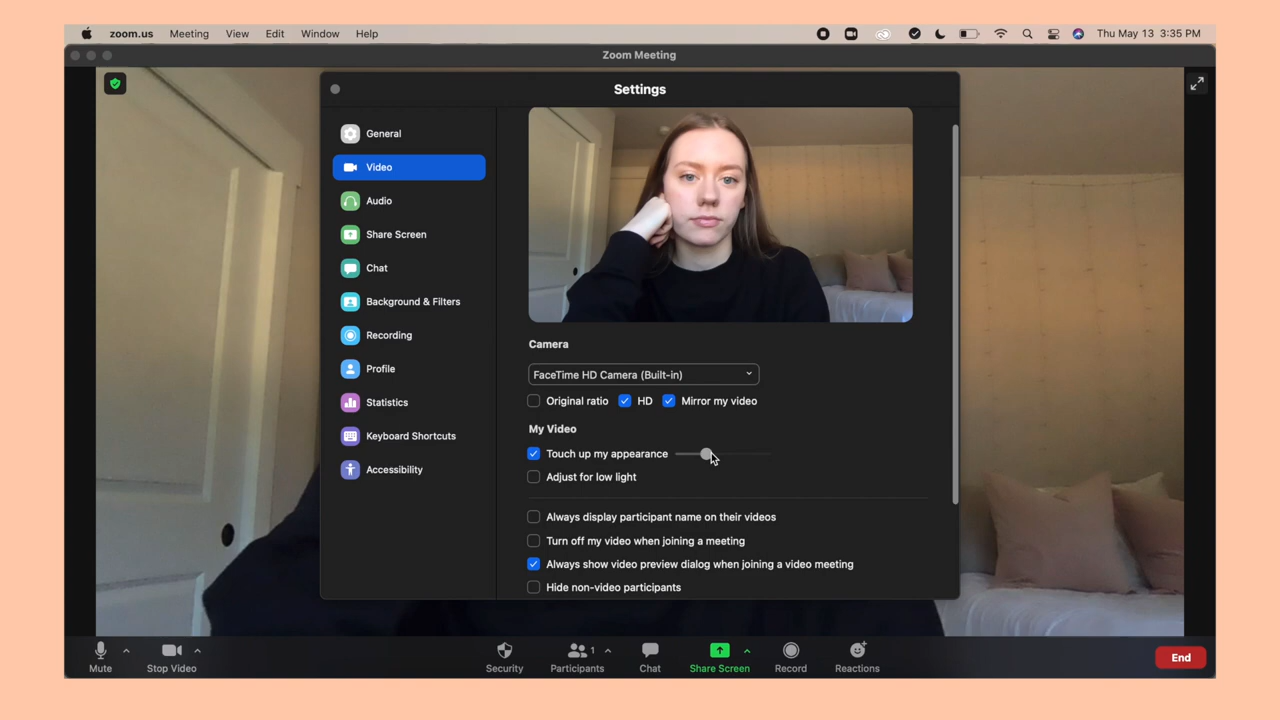 zoom.us Meeting View Edit Window Help Thu May 13 3:35 PM
Zoom Meeting
Settings
General
Video
Audio
Share Screen
Chat
Background & Filters
Recording
Profile
Statistics
Keyboard Shortcuts
Accessibility
Camera
FaceTime HD Camera (Built-in)
Original ratio HD Mirror my video
My Video
Touch up my appearance
Adjust for low light
Always display participant name on their videos
Turn off my video when joining a meeting
Always show video preview dialog when joining a video meeting
Hide non-video participants
1
Mute Stop Video Security Participants Chat Share Screen Record Reactions End